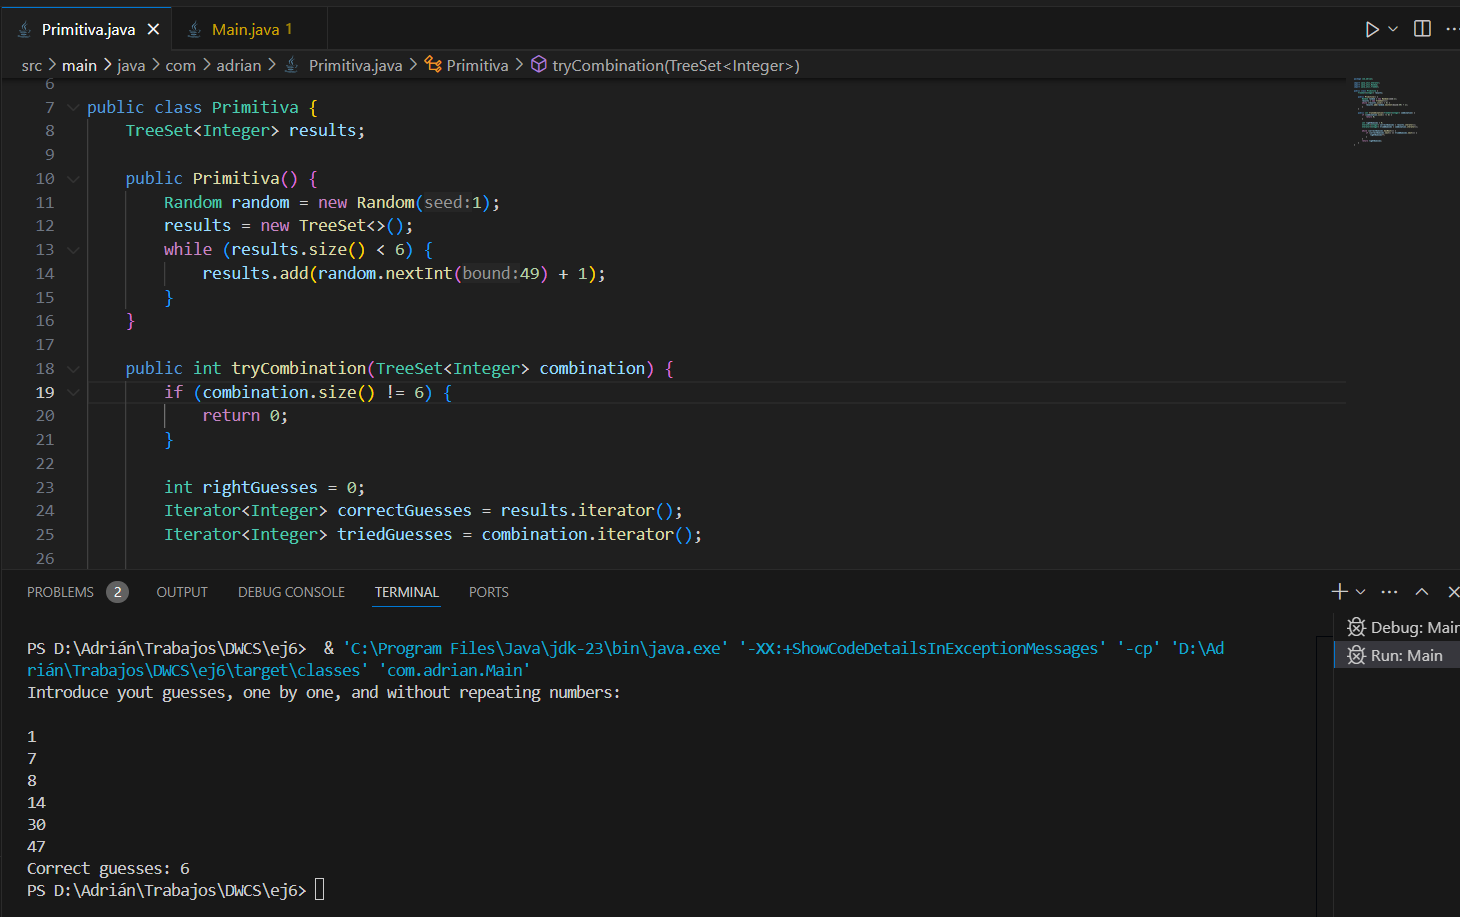 Primitiva.java
Main.java 1
src > main > java > com > adrian > Primitiva.java > Primitiva > tryCombination(TreeSet<Integer>)
6
7 public class Primitiva {
8 TreeSet<Integer> results;
9
10 public Primitiva() {
11 Random random = new Random(seed:1);
12 results = new TreeSet<>();
13 while (results.size() < 6) {
14 results.add(random.nextInt(bound:49) + 1);
15 }
16 }
17
18 public int tryCombination(TreeSet<Integer> combination) {
19 if (combination.size() != 6) {
20 return 0;
21 }
22
23 int rightGuesses = 0;
24 Iterator<Integer> correctGuesses = results.iterator();
25 Iterator<Integer> triedGuesses = combination.iterator();
26
PROBLEMS 2 OUTPUT DEBUG CONSOLE TERMINAL PORTS
PS D:\Adrián\Trabajos\DWCS\ej6>  & 'C:\Program Files\Java\jdk-23\bin\java.exe' '-XX:+ShowCodeDetailsInExceptionMessages' '-cp' 'D:\Ad
rián\Trabajos\DWCS\ej6\target\classes' 'com.adrian.Main'
Introduce yout guesses, one by one, and without repeating numbers:
1
7
8
14
30
47
Correct guesses: 6
PS D:\Adrián\Trabajos\DWCS\ej6>
Debug: Main
Run: Main